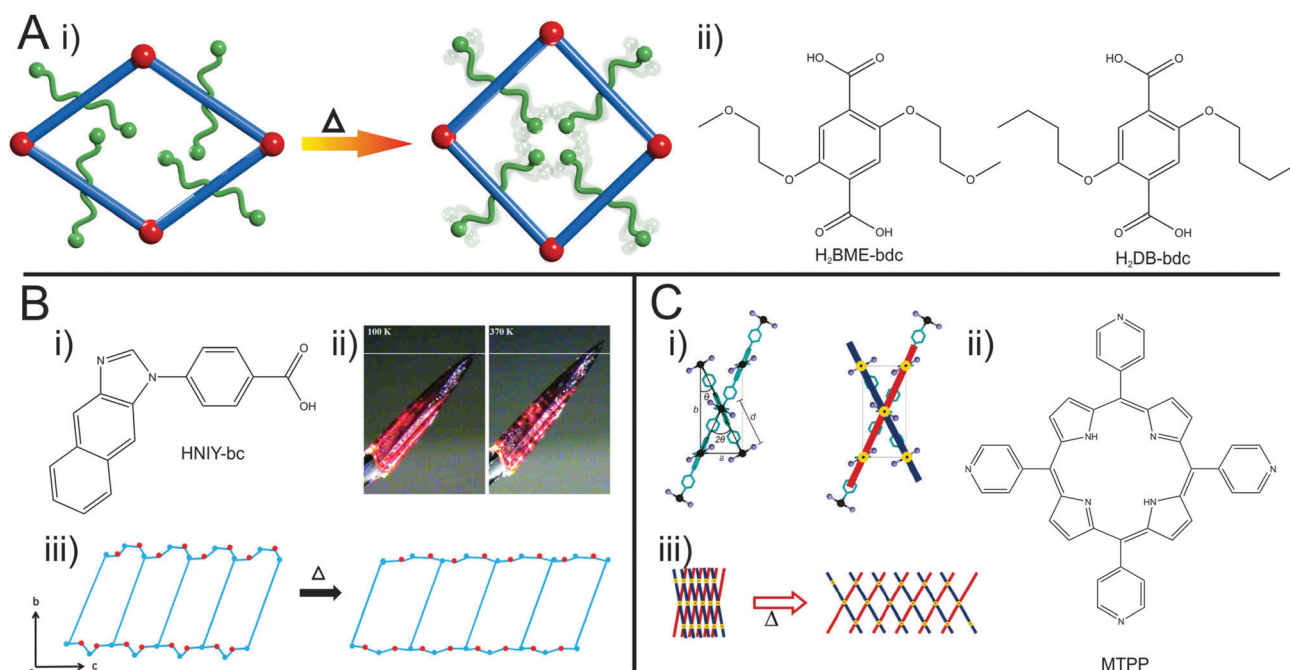 A
i)
Δ
ii)
HO
O
O
O
O
O
O
OH
H₂BME-bdc
HO
O
O
O
O
OH
H₂DB-bdc
B
i)
N
N
O
OH
HNIY-bc
ii)
100 K
370 K
iii)
Δ
b
c
C
i)
θ
b
d
2θ
a
ii)
N
N
NH
N
N
HN
N
N
MTPP
iii)
Δ